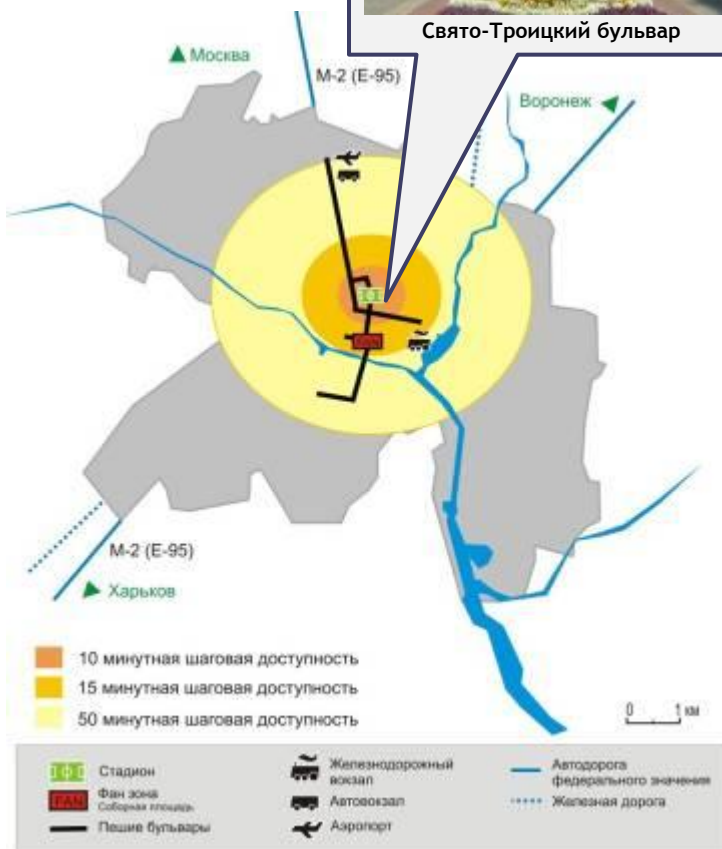 Свято-Троицкий бульвар
Москва
М-2 (Е-95)
Воронеж
FAN
М-2 (Е-95)
Харьков
10 минутная шаговая доступность
15 минутная шаговая доступность
50 минутная шаговая доступность
0 1 км
Стадион
FAN
Фан зона
Соборная площадь
Пешие бульвары
Железнодорожный
вокзал
Автовокзал
Аэропорт
Автодорога
федерального значения
Железная дорога